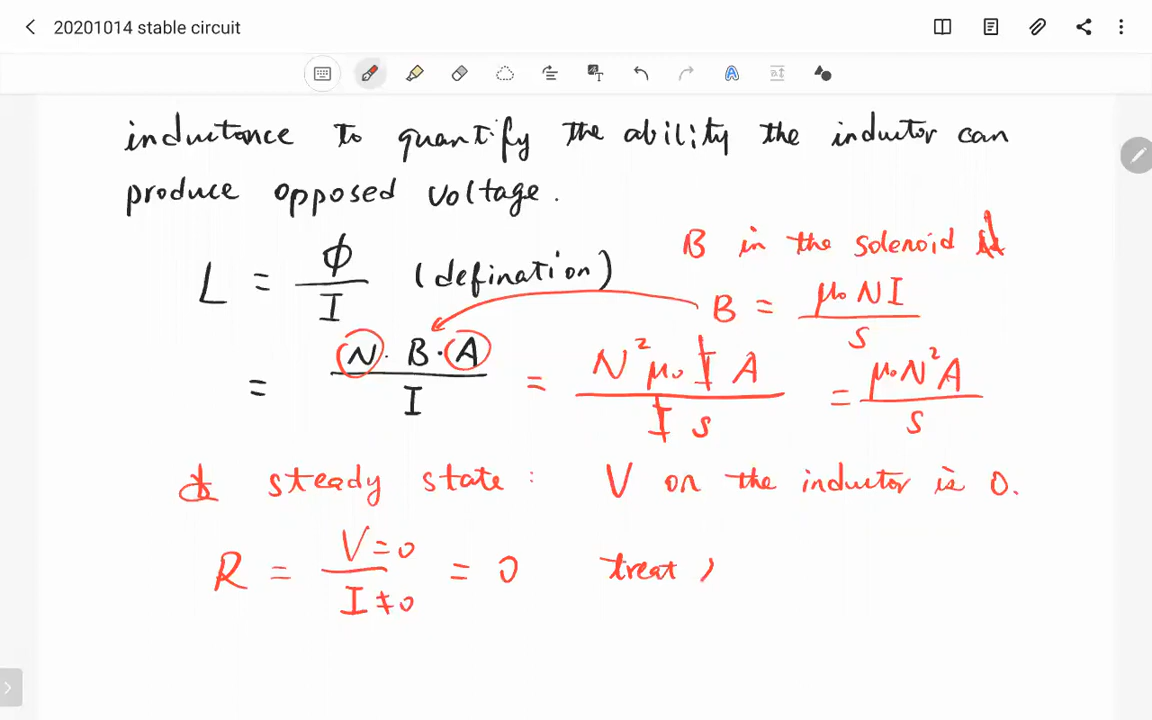 20201014 stable circuit
inductance to quantify the ability the inductor can
produce opposed voltage.
B in the solenoid
L = Φ / I (defination)
B = μ₀NI / s
= N · B · A / I = N²μ₀IA / Is = μ₀N²A / s
steady state: V on the inductor is 0.
R = V=0 / I≠0 = 0 treat